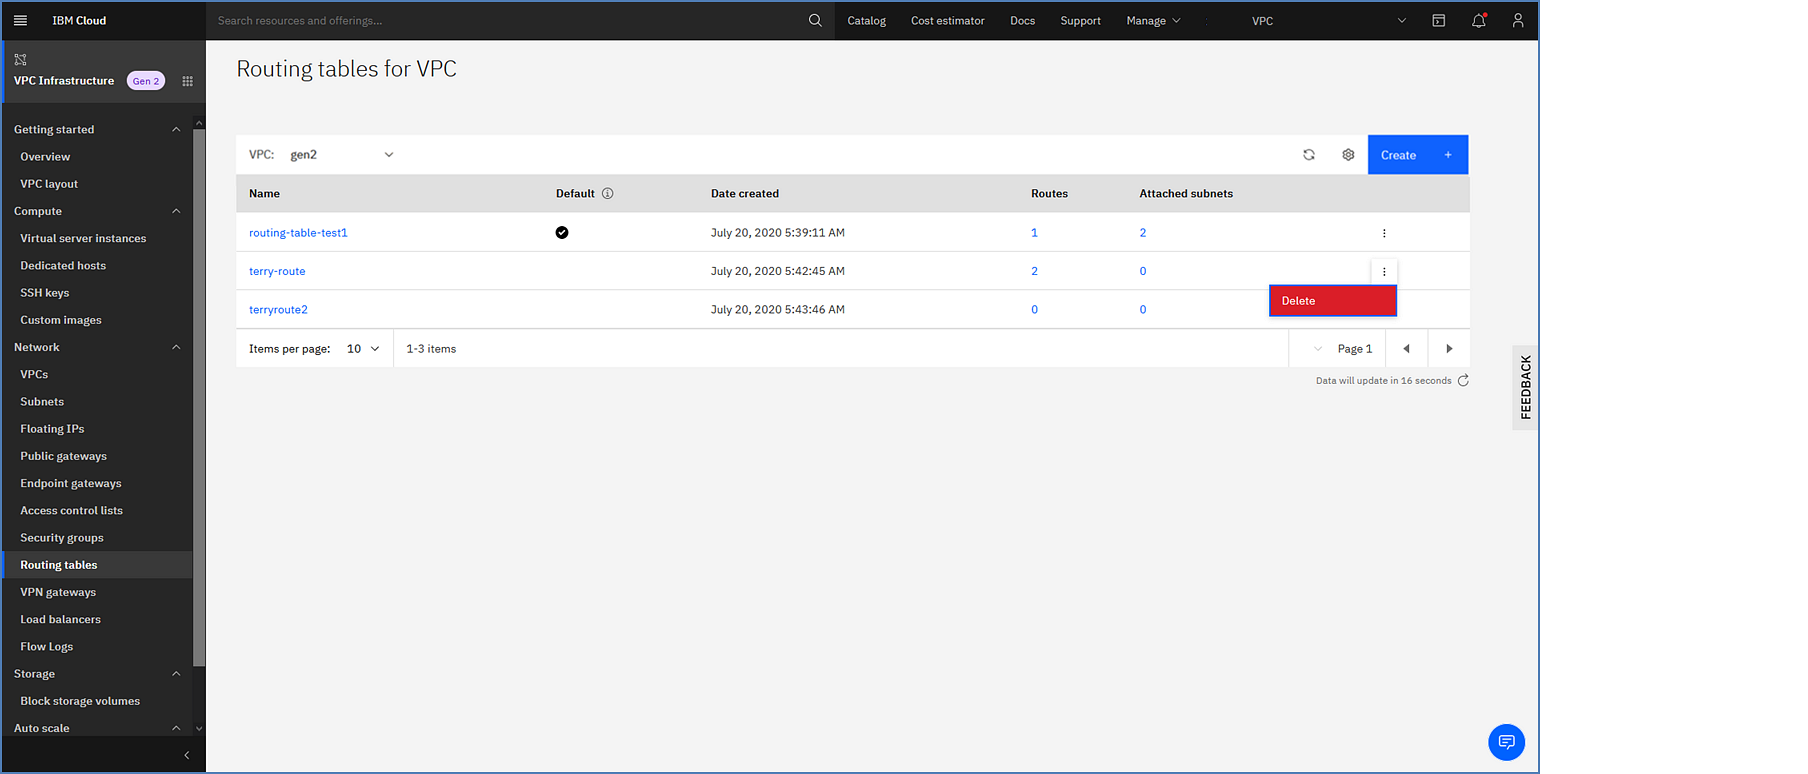 IBM Cloud
Search resources and offerings...
Catalog
Cost estimator
Docs
Support
Manage
VPC
VPC Infrastructure
Gen 2
Getting started
Overview
VPC layout
Compute
Virtual server instances
Dedicated hosts
SSH keys
Custom images
Network
VPCs
Subnets
Floating IPs
Public gateways
Endpoint gateways
Access control lists
Security groups
Routing tables
VPN gateways
Load balancers
Flow Logs
Storage
Block storage volumes
Auto scale
Routing tables for VPC
VPC: gen2
Create +
Name Default Date created Routes Attached subnets
routing-table-test1 July 20, 2020 5:39:11 AM 1 2
terry-route July 20, 2020 5:42:45 AM 2 0
Delete
terryroute2 July 20, 2020 5:43:46 AM 0 0
Items per page: 10 1-3 items Page 1
Data will update in 16 seconds
FEEDBACK